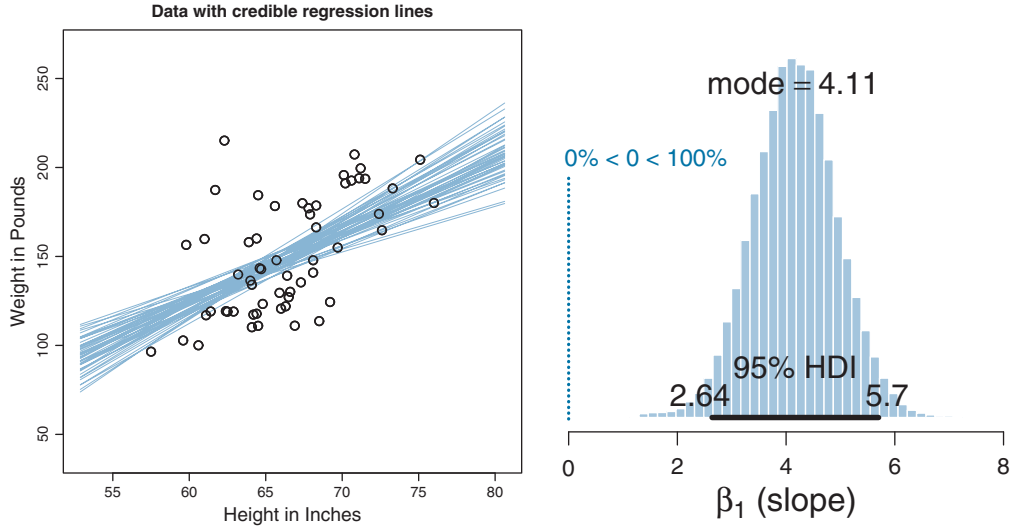 Data with credible regression lines
250
200
150
100
50
Weight in Pounds
55 60 65 70 75 80
Height in Inches
mode = 4.11
0% < 0 < 100%
95% HDI
2.64 5.7
0 2 4 6 8
β1 (slope)